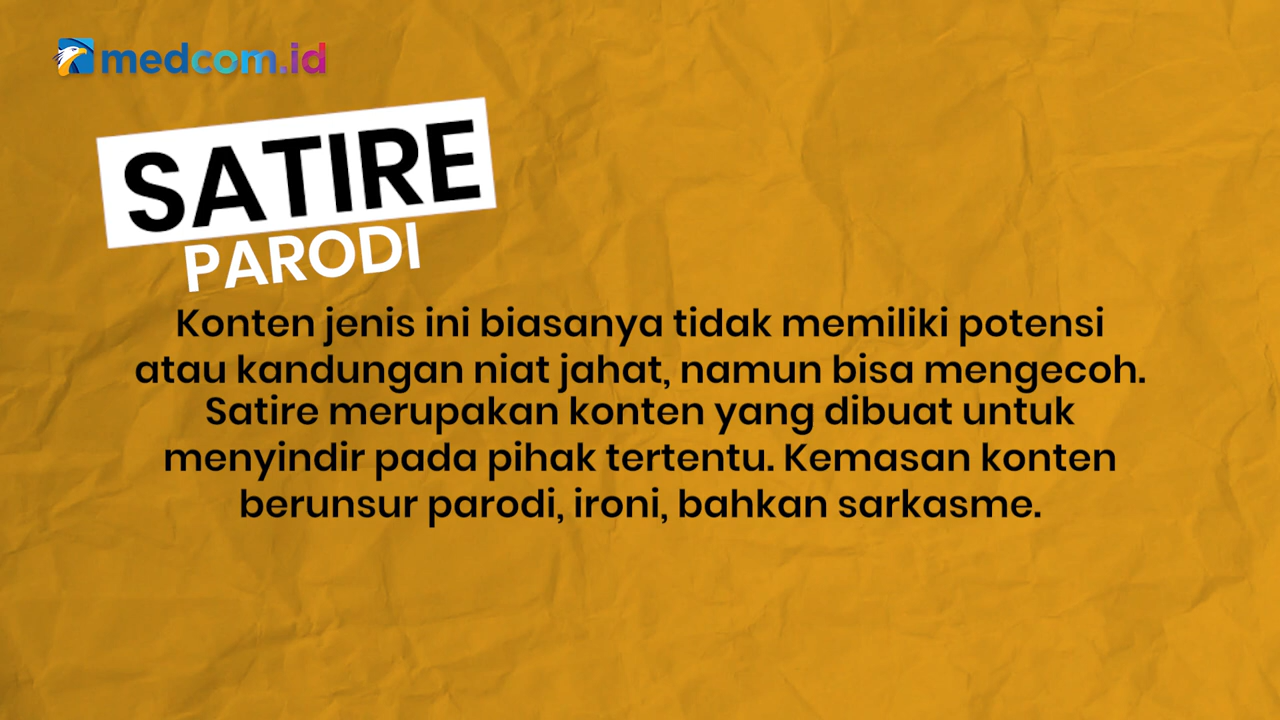 medcom.id
SATIRE
PARODI
Konten jenis ini biasanya tidak memiliki potensi
atau kandungan niat jahat, namun bisa mengecoh.
Satire merupakan konten yang dibuat untuk
menyindir pada pihak tertentu. Kemasan konten
berunsur parodi, ironi, bahkan sarkasme.